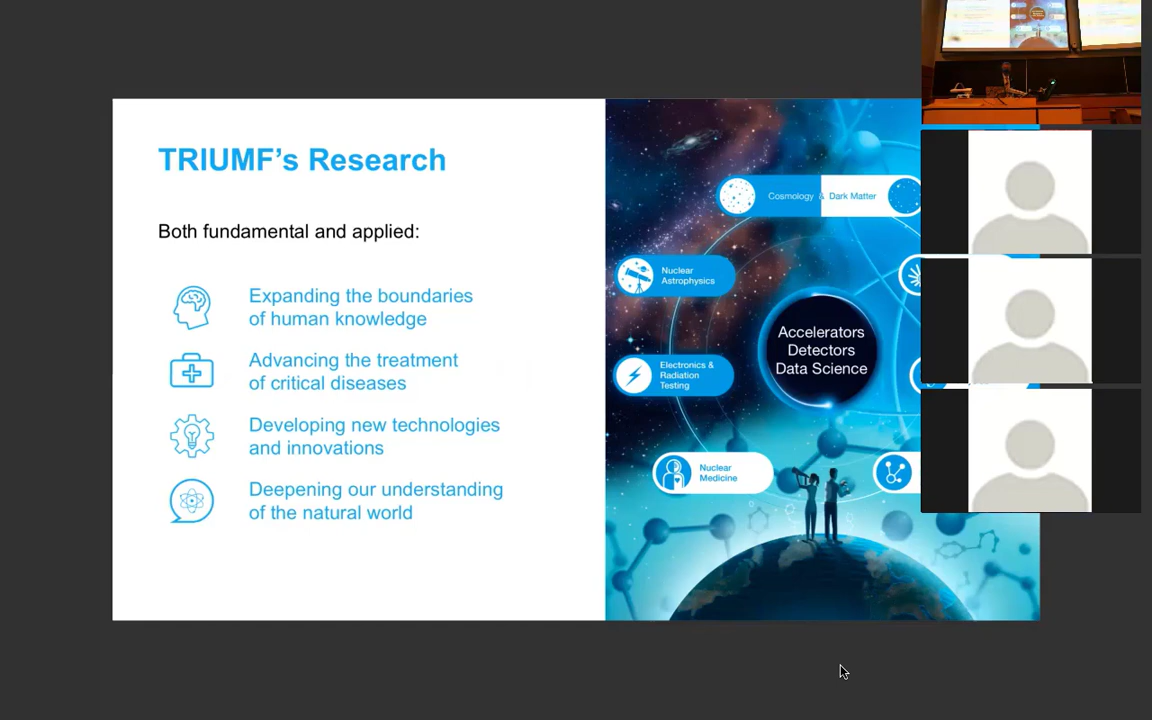 TRIUMF’s Research
Both fundamental and applied:
Expanding the boundaries
of human knowledge
Advancing the treatment
of critical diseases
Developing new technologies
and innovations
Deepening our understanding
of the natural world
Cosmology & Dark Matter
Nuclear
Astrophysics
Accelerators
Detectors
Data Science
Electronics &
Radiation
Testing
Nuclear
Medicine